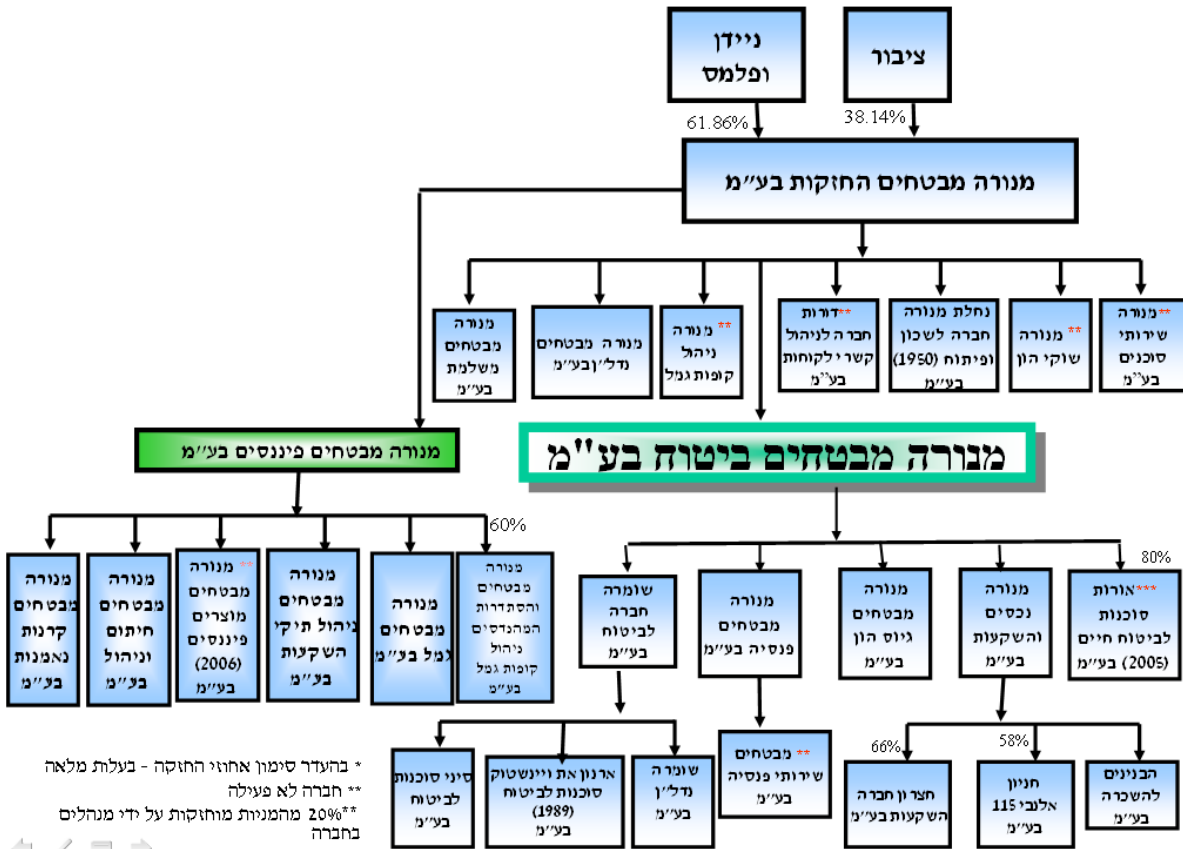 ניידן
ופלמס
ציבור
61.86%
38.14%
מנורה מבטחים החזקות בע״מ
**מנורה
שירותי
סוכנים
בע״מ
** מנורה
שוקי הון
נחלת מנורה
חברה לשכון
ופיתוח (1950)
בע״מ
**דורות
חברה לניהול
קשרי לקוחות
בע״מ
** מנורה
ניהול
קופות גמל
מנורה מבטחים
נדל״ן בע״מ
מנורה
מבטחים
משלמת
בע״מ
מנורה מבטחים ביטוח בע"מ
מנורה מבטחים פיננסים בע״מ
80%
***אורות
סוכנות
לביטוח חיים
(2005) בע״מ
מנורה
נכסים
והשקעות
בע״מ
מנורה
מבטחים
גיוס הון
בע״מ
מנורה
מבטחים
פנסיה בע״מ
שומרה
חברה
לביטוח
בע״מ
60%
מנורה
מבטחים
והסתדרות
המהנדסים
ניהול
קופות גמל
בע״מ
מנורה
מבטחים
גמל בע״מ
מנורה
מבטחים
ניהול תיקי
השקעות
בע״מ
** מנורה
מבטחים
מוצרים
פיננסים
(2006)
בע״מ
מנורה
מבטחים
חיתום
וניהול
בע״מ
מנורה
מבטחים
קרנות
נאמנות
בע״מ
הבנינים
להשכרה
בע״מ
58%
חניון
אלנבי 115
בע״מ
66%
חצרון חברה
השקעות בע״מ
** מבטחים
שירותי פנסיה
בע״מ
שומרה
נדל״ן
בע״מ
ארנון את ויינשטוק
סוכנות לביטוח
(1989)
בע״מ
סיני סוכנות
לביטוח
בע״מ
* בהעדר סימון אחוזי החזקה - בעלות מלאה
** חברה לא פעילה
**20% מהמניות מוחזקות על ידי מנהלים
בחברה